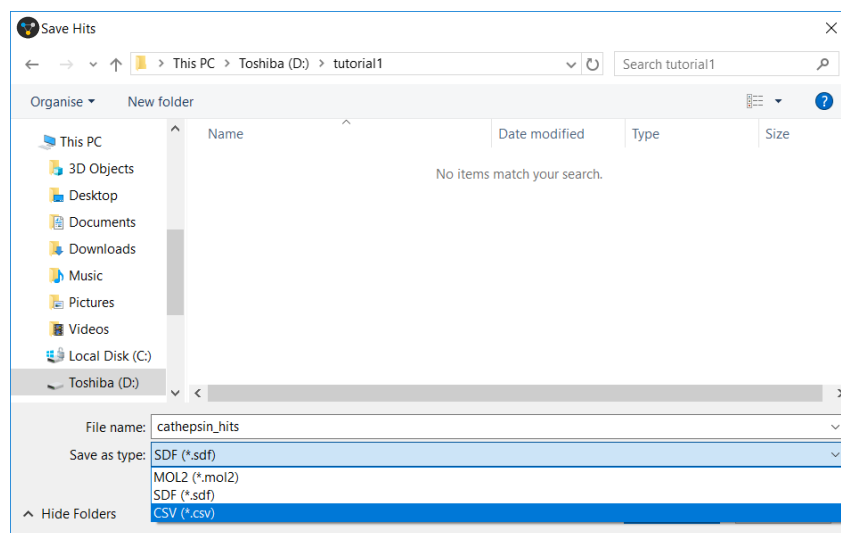 Save Hits
This PC > Toshiba (D:) > tutorial1
Search tutorial1
Organise
New folder
Name
Date modified
Type
Size
This PC
3D Objects
Desktop
Documents
Downloads
Music
Pictures
Videos
Local Disk (C:)
Toshiba (D:)
No items match your search.
File name: cathepsin_hits
Save as type: SDF (*.sdf)
MOL2 (*.mol2)
SDF (*.sdf)
CSV (*.csv)
Hide Folders